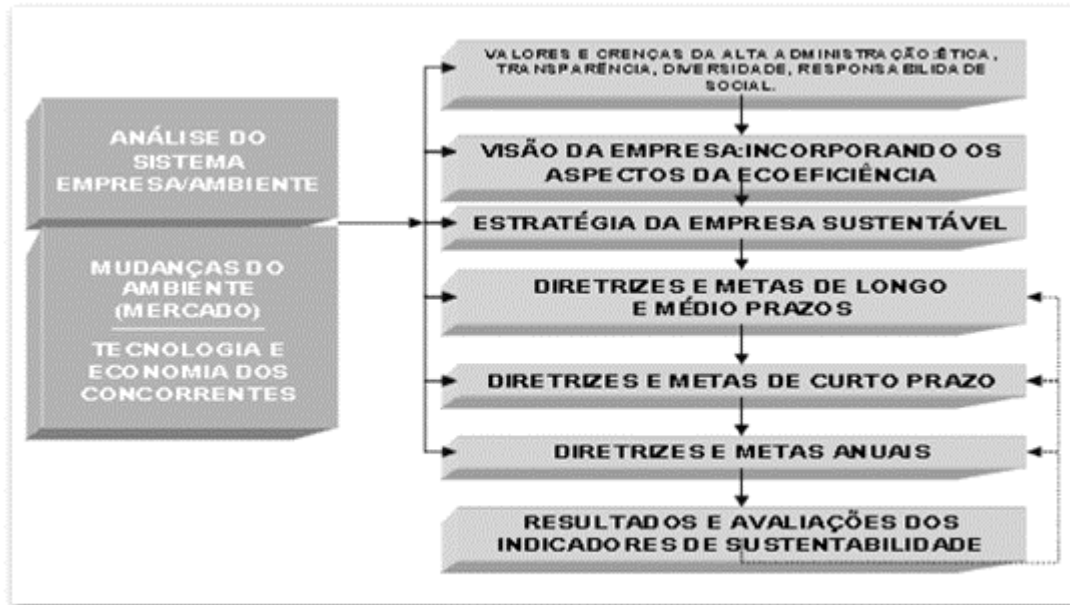 ANÁLISE DO
SISTEMA
EMPRESA/AMBIENTE
MUDANÇAS DO
AMBIENTE
(MERCADO)
TECNOLOGIA E
ECONOMIA DOS
CONCORRENTES
VALORES E CRENÇAS DA ALTA ADMINISTRAÇÃO:ÉTICA,
TRANSPARÊNCIA, DIVERSIDADE, RESPONSABILIDADE
SOCIAL.
VISÃO DA EMPRESA:INCORPORANDO OS
ASPECTOS DA ECOEFICIÊNCIA
ESTRATÉGIA DA EMPRESA SUSTENTÁVEL
DIRETRIZES E METAS DE LONGO
E MÉDIO PRAZOS
DIRETRIZES E METAS DE CURTO PRAZO
DIRETRIZES E METAS ANUAIS
RESULTADOS E AVALIAÇÕES DOS
INDICADORES DE SUSTENTABILIDADE